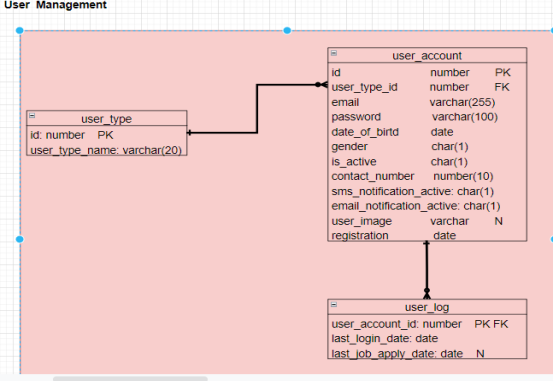 User Management
user_account
id number PK
user_type_id number FK
email varchar(255)
password varchar(100)
date_of_birtd date
gender char(1)
is_active char(1)
contact_number number(10)
sms_notification_active: char(1)
email_notification_active: char(1)
user_image varchar N
registration date
user_type
id: number PK
user_type_name: varchar(20)
user_log
user_account_id: number PK FK
last_login_date: date
last_job_apply_date: date N